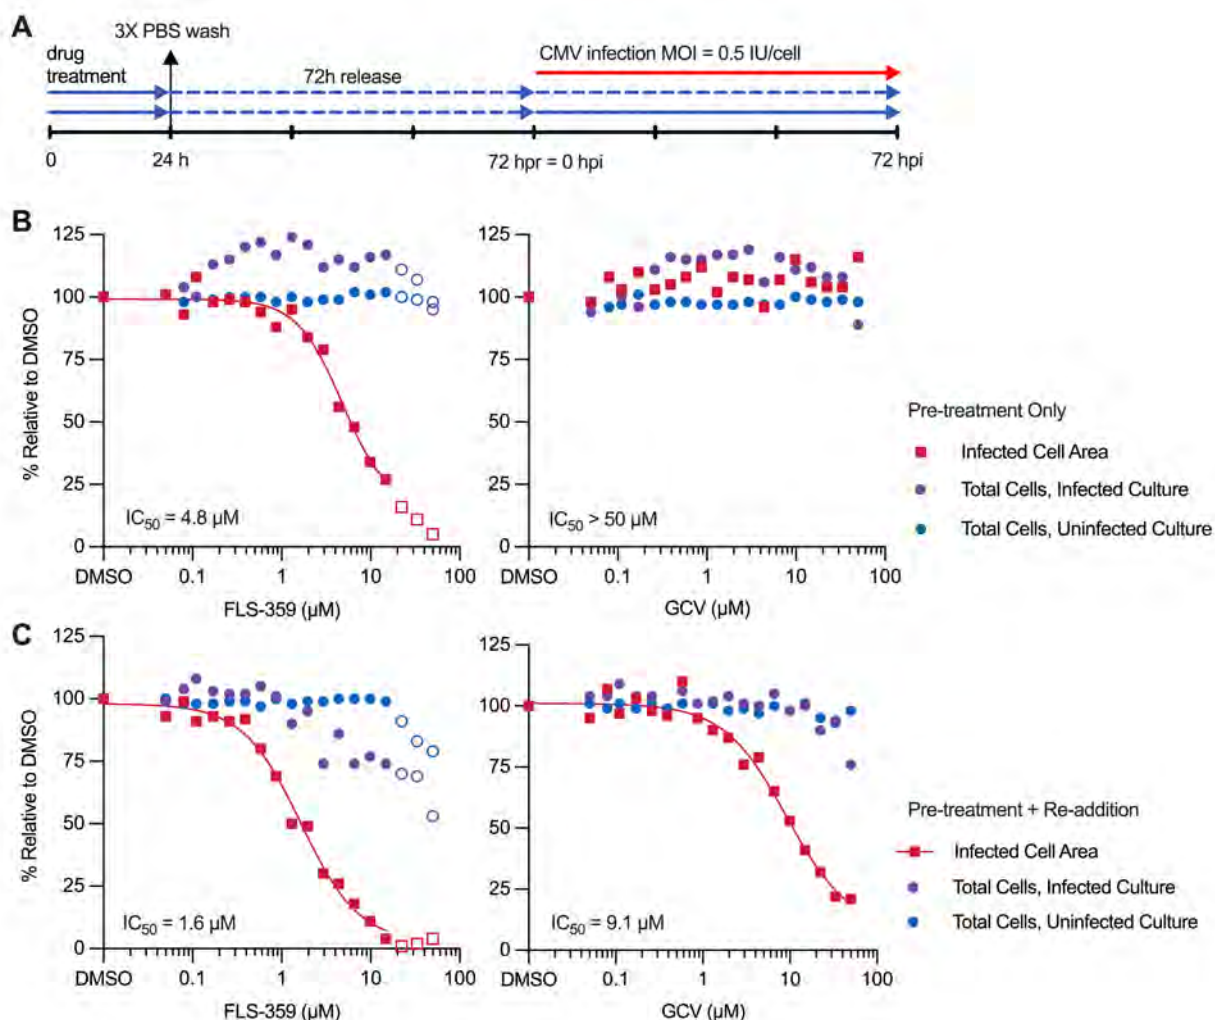 A
3X PBS wash
drug
treatment
72h release
CMV infection MOI = 0.5 IU/cell
0
24 h
72 hpr = 0 hpi
72 hpi
B
% Relative to DMSO
125
100
75
50
25
0
IC50 = 4.8 µM
DMSO 0.1 1 10 100
FLS-359 (µM)
125
100
75
50
25
0
IC50 > 50 µM
DMSO 0.1 1 10 100
GCV (µM)
Pre-treatment Only
Infected Cell Area
Total Cells, Infected Culture
Total Cells, Uninfected Culture
C
% Relative to DMSO
125
100
75
50
25
0
IC50 = 1.6 µM
DMSO 0.1 1 10 100
FLS-359 (µM)
125
100
75
50
25
0
IC50 = 9.1 µM
DMSO 0.1 1 10 100
GCV (µM)
Pre-treatment + Re-addition
Infected Cell Area
Total Cells, Infected Culture
Total Cells, Uninfected Culture